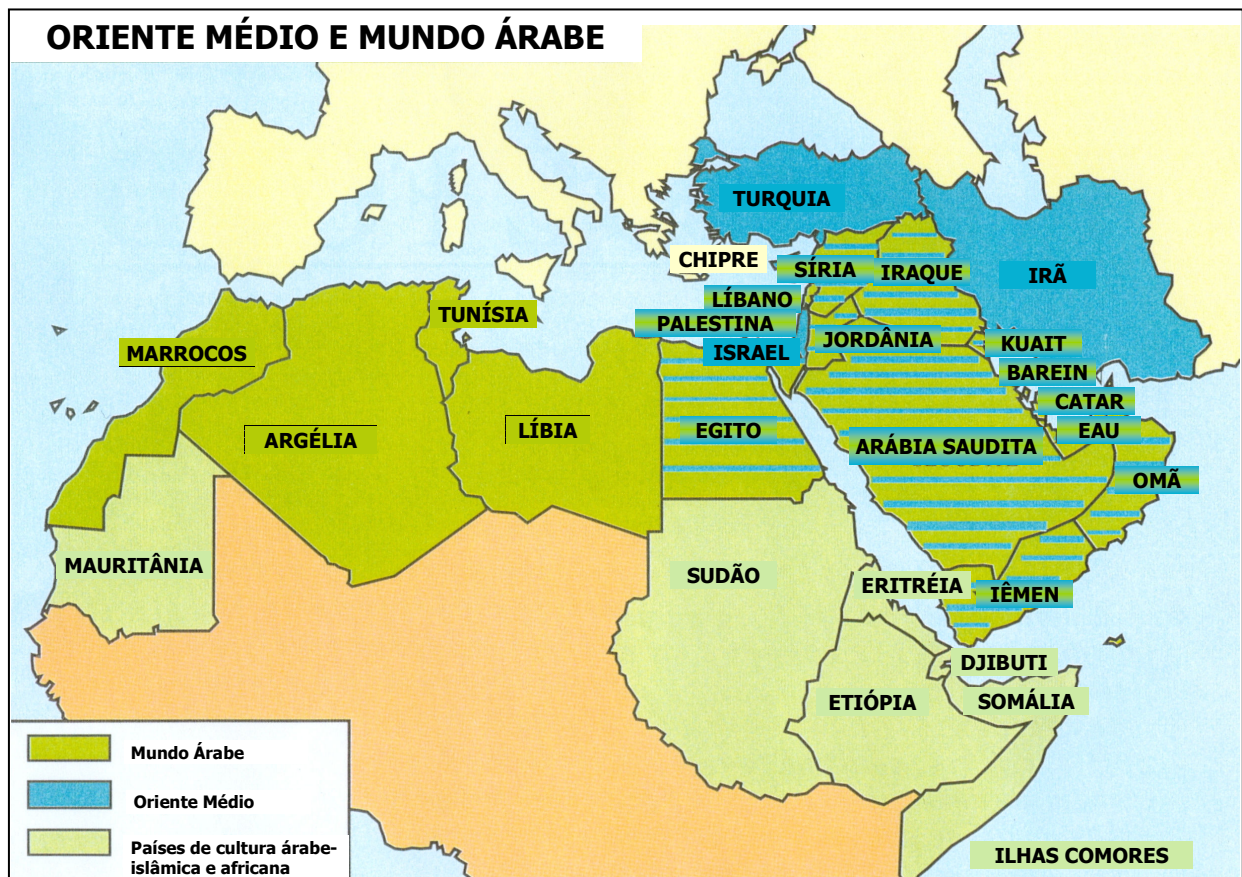 ORIENTE MÉDIO E MUNDO ÁRABE
TURQUIA
CHIPRE
SÍRIA
IRAQUE
IRÃ
LÍBANO
TUNÍSIA
PALESTINA
JORDÂNIA
KUAIT
MARROCOS
ISRAEL
BAREIN
CATAR
ARGÉLIA
LÍBIA
EGITO
EAU
ARÁBIA SAUDITA
OMÃ
MAURITÂNIA
SUDÃO
ERITRÉIA
IÊMEN
DJIBUTI
ETIÓPIA
SOMÁLIA
Mundo Árabe
Oriente Médio
Países de cultura árabe-
islâmica e africana
ILHAS COMORES